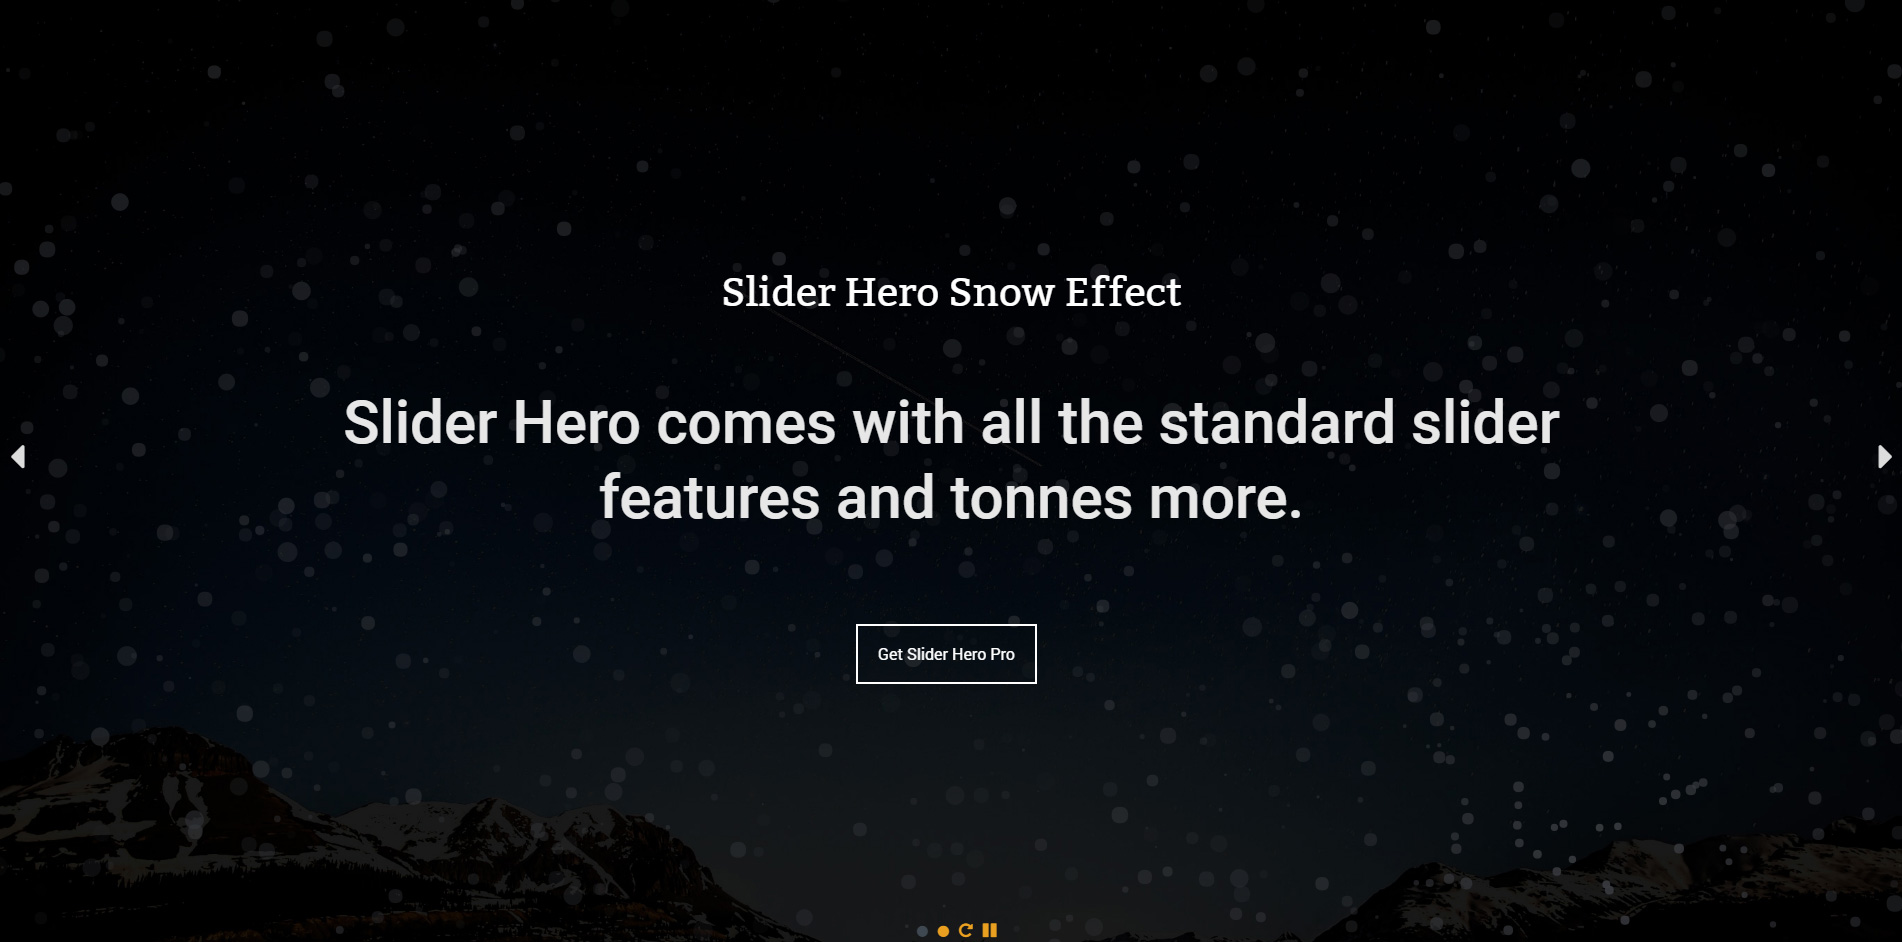 Slider Hero Snow Effect
Slider Hero comes with all the standard slider
features and tonnes more.
Get Slider Hero Pro